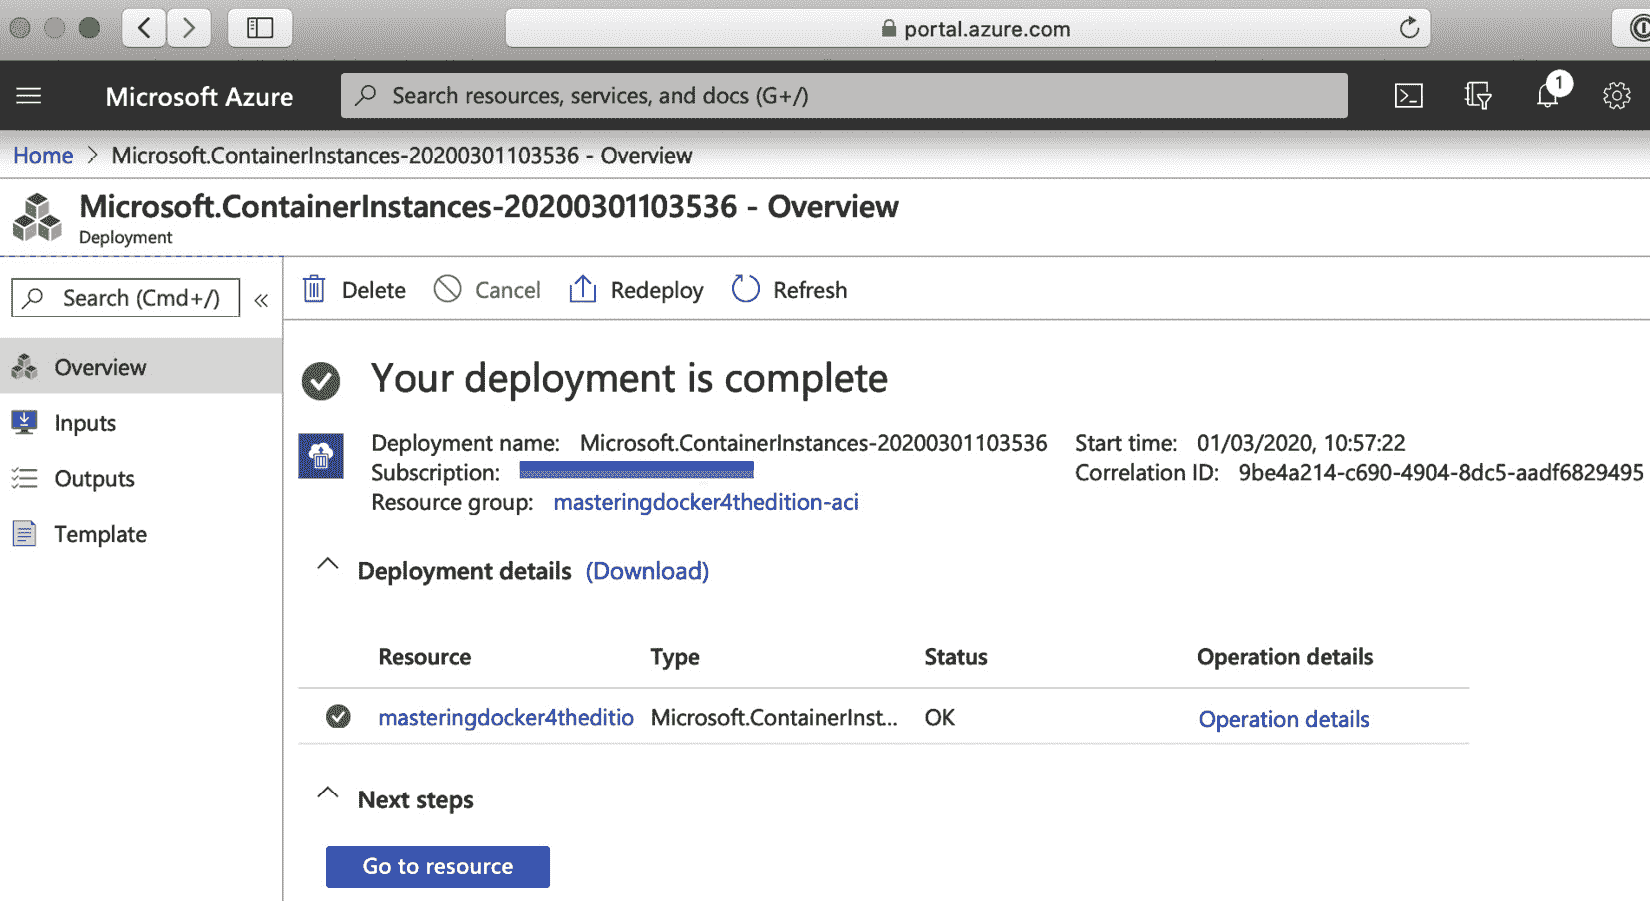 portal.azure.com
Microsoft Azure
Search resources, services, and docs (G+/)
1
Home > Microsoft.ContainerInstances-20200301103536 - Overview
Microsoft.ContainerInstances-20200301103536 - Overview
Deployment
Search (Cmd+/)
«
Delete
Cancel
Redeploy
Refresh
Overview
Inputs
Outputs
Template
Your deployment is complete
Deployment name: Microsoft.ContainerInstances-20200301103536
Subscription:
Resource group: masteringdocker4thedition-aci
Start time: 01/03/2020, 10:57:22
Correlation ID: 9be4a214-c690-4904-8dc5-aadf6829495
Deployment details (Download)
Resource Type Status Operation details
masteringdocker4theditio Microsoft.ContainerInst... OK Operation details
Next steps
Go to resource